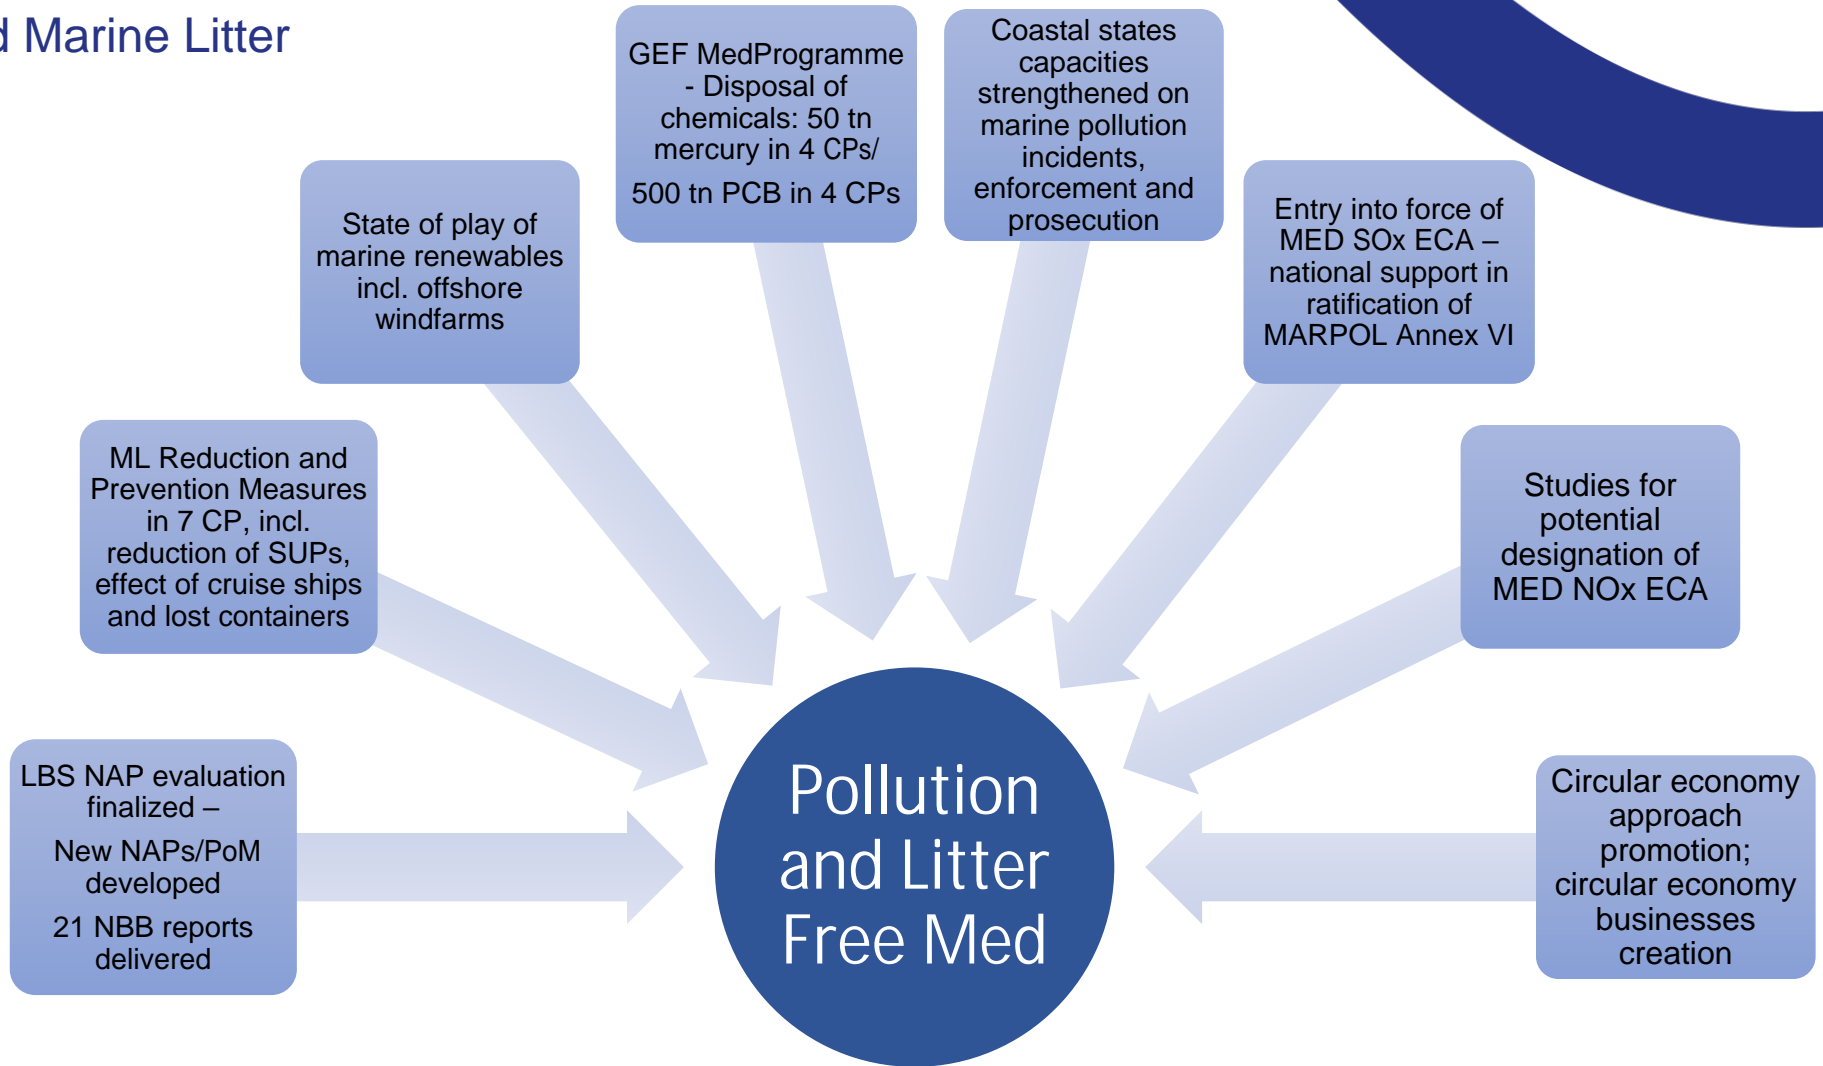 d Marine Litter
LBS NAP evaluation
finalized –
New NAPs/PoM
developed
21 NBB reports
delivered
ML Reduction and
Prevention Measures
in 7 CP, incl.
reduction of SUPs,
effect of cruise ships
and lost containers
State of play of
marine renewables
incl. offshore
windfarms
GEF MedProgramme
- Disposal of
chemicals: 50 tn
mercury in 4 CPs/
500 tn PCB in 4 CPs
Coastal states
capacities
strengthened on
marine pollution
incidents,
enforcement and
prosecution
Entry into force of
MED SOx ECA –
national support in
ratification of
MARPOL Annex VI
Studies for
potential
designation of
MED NOx ECA
Circular economy
approach
promotion;
circular economy
businesses
creation
Pollution
and Litter
Free Med